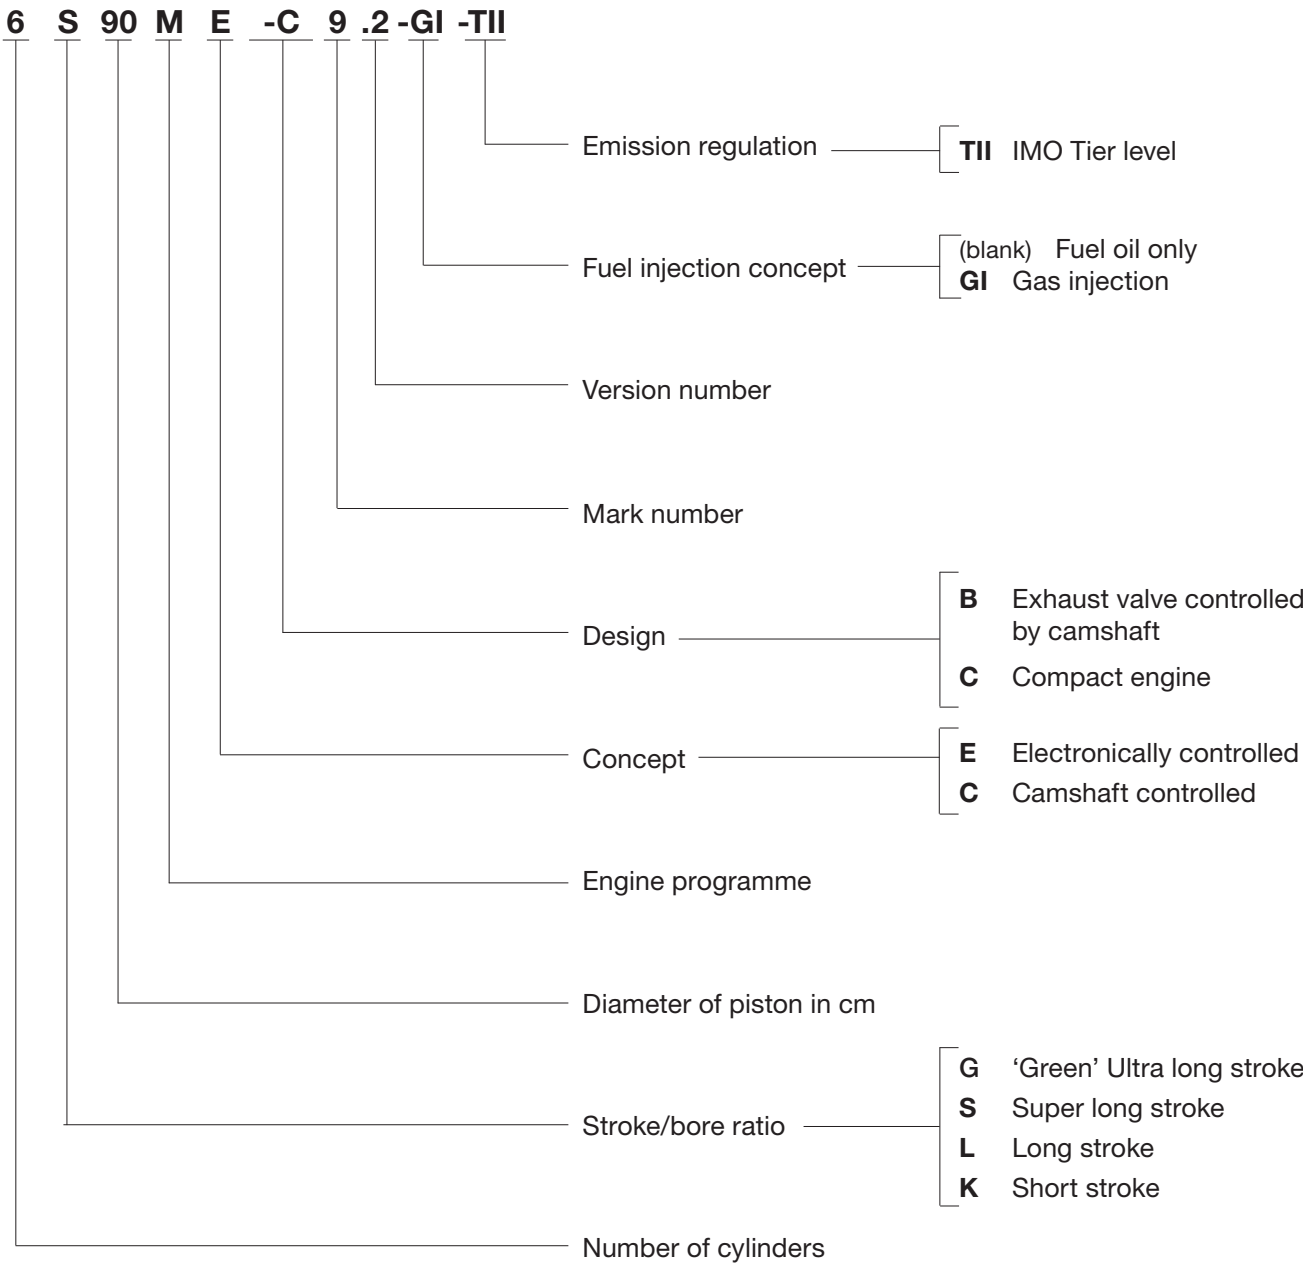 6 S 90 M E -C 9 .2 -GI -TII
Emission regulation
TII IMO Tier level
Fuel injection concept
(blank) Fuel oil only
GI Gas injection
Version number
Mark number
Design
B Exhaust valve controlled
by camshaft
C Compact engine
Concept
E Electronically controlled
C Camshaft controlled
Engine programme
Diameter of piston in cm
Stroke/bore ratio
G ‘Green’ Ultra long stroke
S Super long stroke
L Long stroke
K Short stroke
Number of cylinders